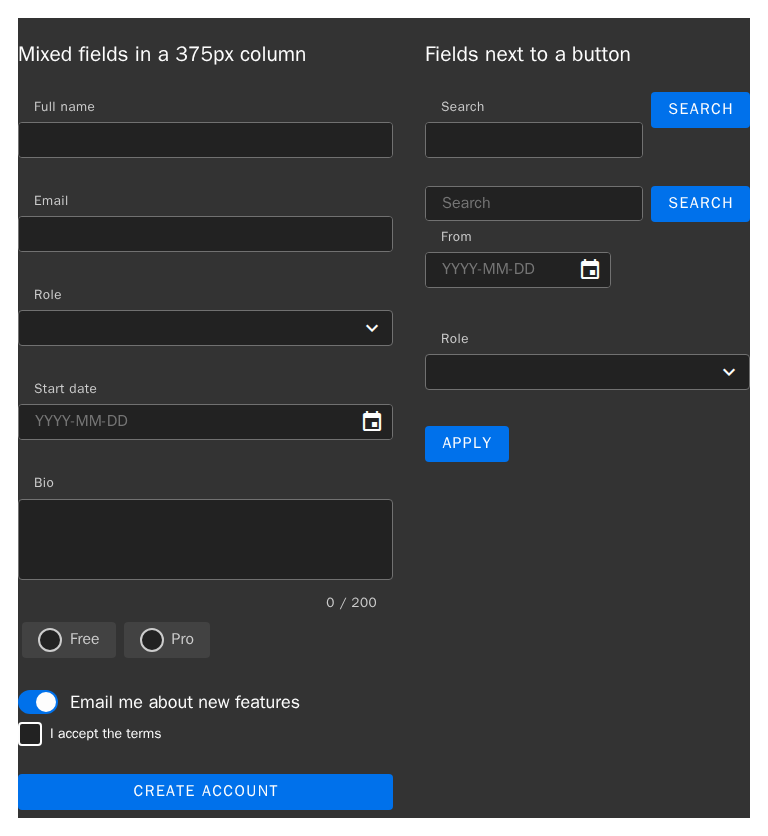 Mixed fields in a 375px column
Full name
Email
Role
Start date
YYYY-MM-DD
Bio
0 / 200
Free
Pro
Email me about new features
I accept the terms
CREATE ACCOUNT
Fields next to a button
Search
SEARCH
Search
SEARCH
From
YYYY-MM-DD
Role
APPLY